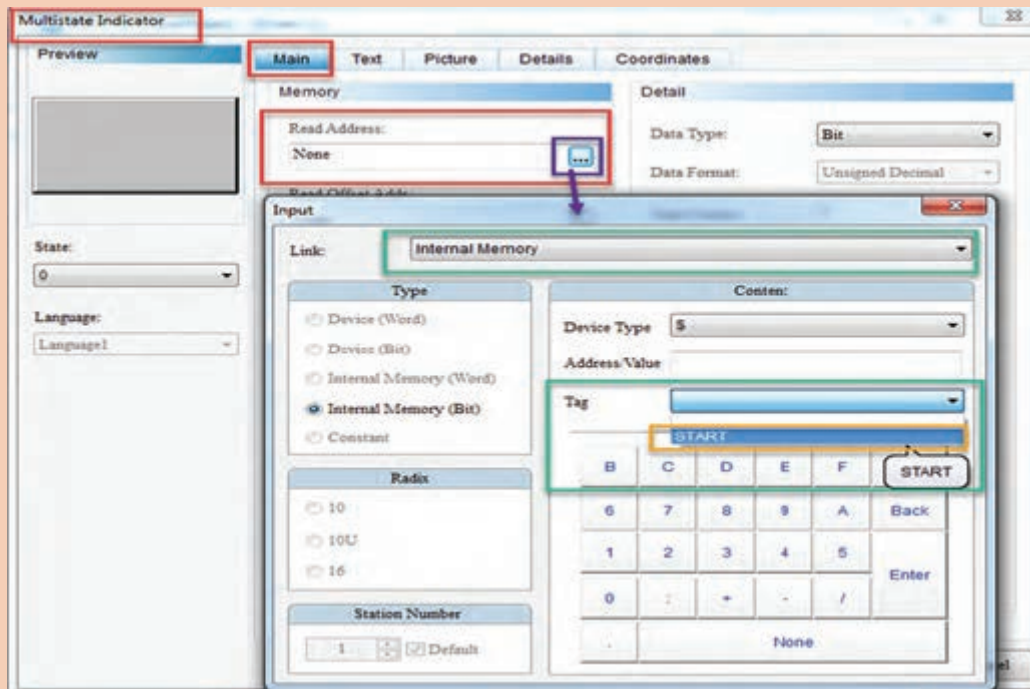 Multistate Indicator
Preview
Main Text Picture Details Coordinates
Memory
Detail
Read Address:
None
...
Data Type:
Bit
Data Format:
Unsigned Decimal
Read Offset Addr
State:
0
Language:
Language1
Input
Link:
Internal Memory
Type
Device (Word)
Device (Bit)
Internal Memory (Word)
Internal Memory (Bit)
Constant
Radix
10
10U
16
Station Number
1
Default
Conten:
Device Type
S
Address/Value
Tag
START
START
B C D E F
6 7 8 9 A Back
1 2 3 4 5
Enter
0 : + - /
. None